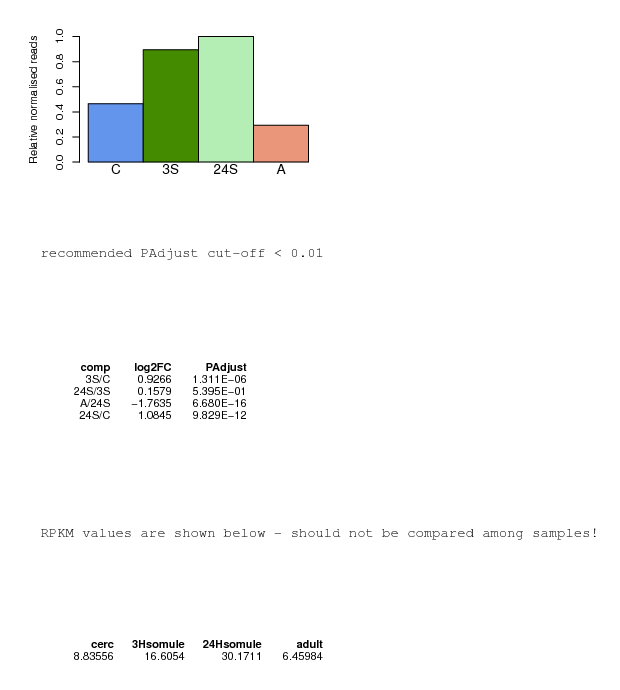 Relative normalised reads
1.0
0.8
0.6
0.4
0.2
0.0
C 3S 24S A
recommended PAdjust cut-off < 0.01
comp log2FC PAdjust
3S/C 0.9266 1.311E-06
24S/3S 0.1579 5.395E-01
A/24S -1.7635 6.680E-16
24S/C 1.0845 9.829E-12
RPKM values are shown below - should not be compared among samples!
cerc 3Hsomule 24Hsomule adult
8.83556 16.6054 30.1711 6.45984